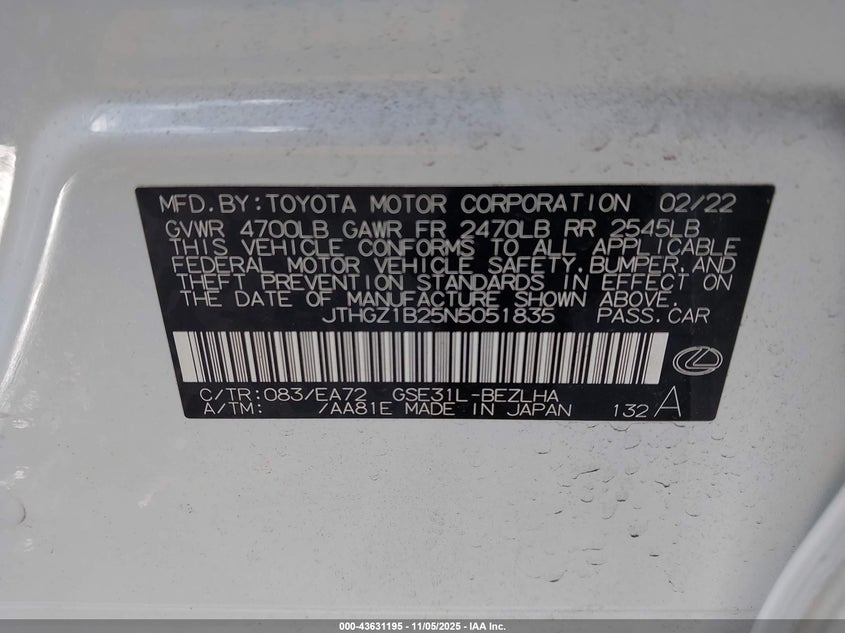 MFD.BY:TOYOTA MOTOR CORPORATION 02/22
GVWR 4700LB GAWR FR 2470LB RR 2545LB
THIS VEHICLE CONFORMS TO ALL APPLICABLE
FEDERAL MOTOR VEHICLE SAFETY,BUMPER,AND
THEFT PREVENTION STANDARDS IN EFFECT ON
THE DATE OF MANUFACTURE SHOWN ABOVE.
JTHGZ1B25N5051835 PASS.CAR
C/TR:083/EA72 GSE31L-BEZLHA
A/TM: /AA81E MADE IN JAPAN 132 A
000-43631195 - 11/05/2025 - IAA Inc.